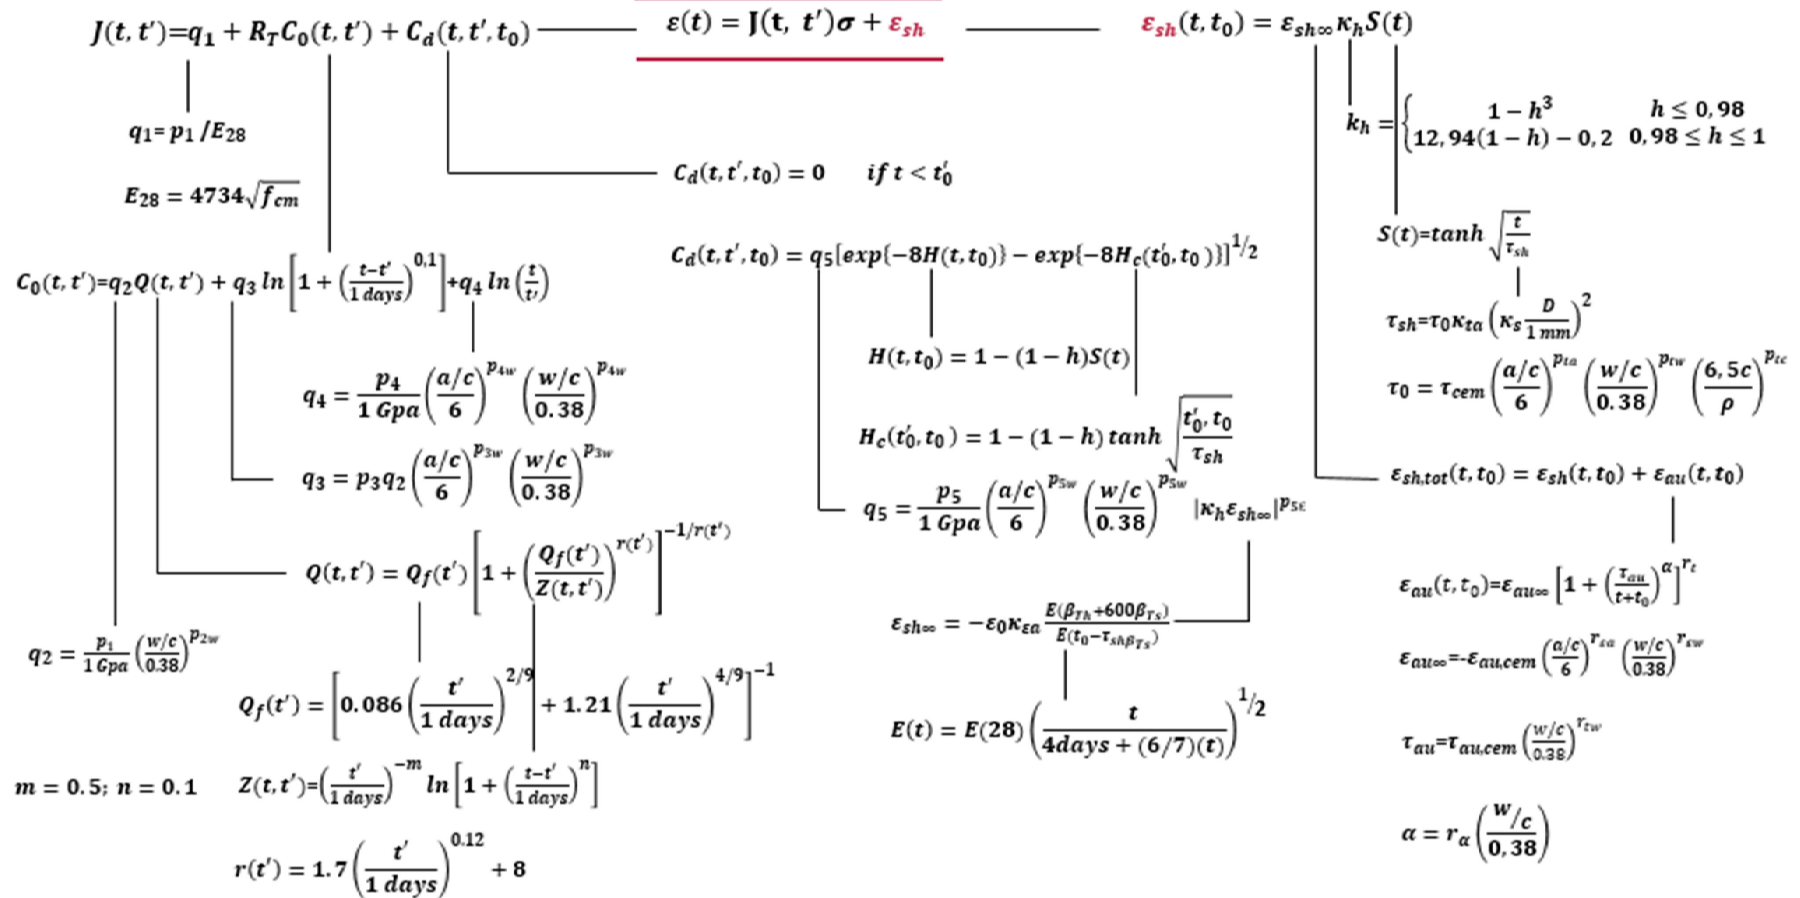 J(t, t′)=q₁ + R_T C₀(t, t′) + C_d(t, t′, t₀)
ε(t) = J(t, t′)σ + ε_sh
ε_sh(t, t₀) = ε_sh∞ κ_h S(t)
q₁= p₁ /E₂₈
E₂₈ = 4734√f_cm
C₀(t, t′)=q₂Q(t, t′) + q₃ ln [1 + ((t−t′)/(1 days))^0,1] +q₄ ln (t/t′)
q₄ = p₄/(1 Gpa) ((a/c)/6)^p₄w ((w/c)/0.38)^p₄w
q₃ = p₃q₂ ((a/c)/6)^p₃w ((w/c)/0.38)^p₃w
Q(t, t′) = Q_f(t′) [1 + (Q_f(t′)/Z(t, t′))^r(t′)]^−1/r(t′)
q₂ = p₁/(1 Gpa) ((w/c)/0.38)^p₂w
Q_f(t′) = [0.086 (t′/(1 days))^2/9 + 1.21 (t′/(1 days))^4/9]^−1
m = 0.5; n = 0.1
Z(t, t′)=(t′/(1 days))^−m ln [1 + ((t−t′)/(1 days))^n]
r(t′) = 1.7 (t′/(1 days))^0.12 + 8
C_d(t, t′, t₀) = 0 if t < t′₀
C_d(t, t′, t₀) = q₅[exp{−8H(t, t₀)} − exp{−8H_c(t′₀, t₀ )}]^1/2
H(t, t₀) = 1 − (1 − h)S(t)
H_c(t′₀, t₀ ) = 1 − (1 − h) tanh √((t′₀, t₀)/τ_sh)
q₅ = p₅/(1 Gpa) ((a/c)/6)^p₅w ((w/c)/0.38)^p₅w |κ_h ε_sh∞|^p₅ε
ε_sh∞ = −ε₀κ_εa E(β_Th+600β_Ts)/E(t₀−τ_shβ_Ts)
E(t) = E(28) (t/(4days + (6/7)(t)))^1/2
k_h = { 1 − h³ h ≤ 0,98
12,94(1 − h) − 0,2 0,98 ≤ h ≤ 1
S(t)=tanh √(t/τ_sh)
τ_sh=τ₀κ_ta (κ_s D/(1 mm))²
τ₀ = τ_cem ((a/c)/6)^p_ta ((w/c)/0.38)^p_tw ((6,5c)/ρ)^p_tc
ε_sh,tot(t, t₀) = ε_sh(t, t₀) + ε_au(t, t₀)
ε_au(t, t₀)=ε_au∞ [1 + (τ_au/(t+t₀))^α]^r_t
ε_au∞=-ε_au,cem ((a/c)/6)^r_εa ((w/c)/0.38)^r_εw
τ_au=τ_au,cem ((w/c)/0.38)^r_tw
α = r_α ((w/c)/0,38)